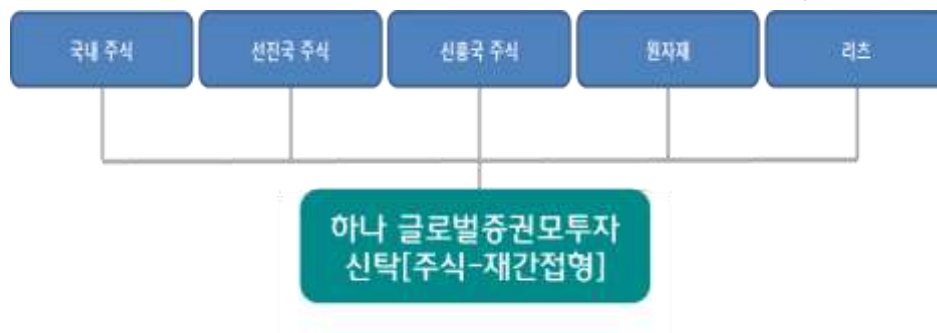 국내 주식
선진국 주식
신흥국 주식
원자재
리츠
하나 글로벌증권모투자
신탁[주식-재간접형]